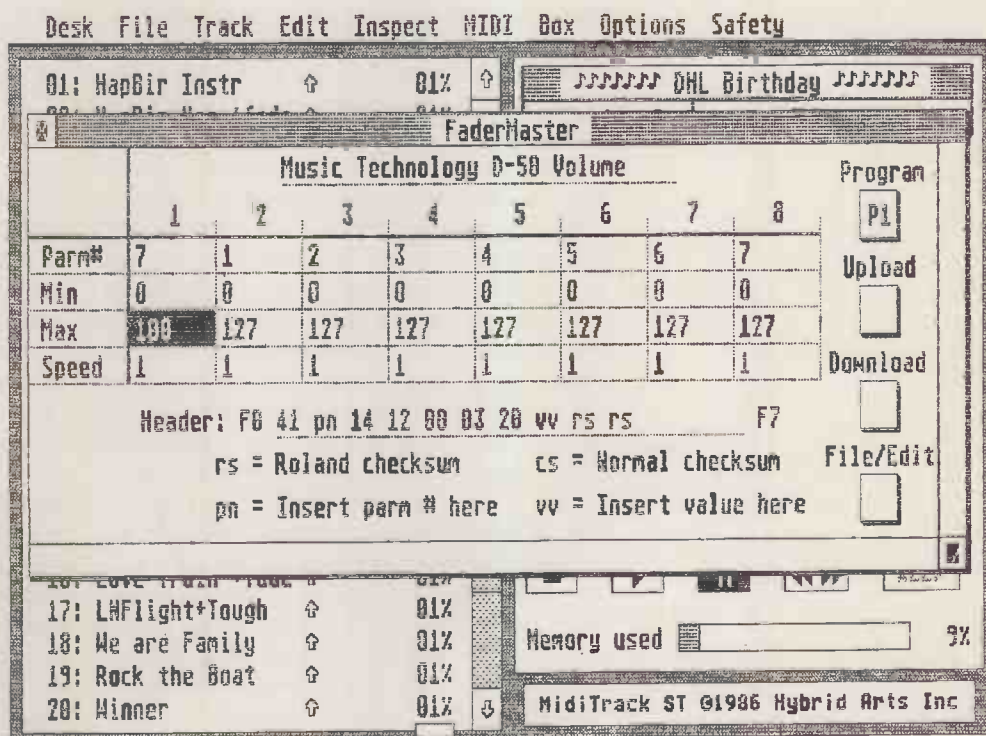 Desk File Track Edit Inspect MIDI Box Options Safety
01: HapBir Instr ⇧ 01% ⇧
♪♪♪♪♪♪♪ DHL Birthday ♪♪♪♪♪♪♪
FaderMaster
Music Technology D-50 Volume
Program
1 2 3 4 5 6 7 8
P1
Parm# 7 1 2 3 4 5 6 7
Upload
Min 0 0 0 0 0 0 0 0
Max 100 127 127 127 127 127 127 127
Speed 1 1 1 1 1 1 1 1
Download
Header: F0 41 pn 14 12 00 03 20 vv rs rs F7
rs = Roland checksum cs = Normal checksum
File/Edit
pn = Insert parm # here vv = Insert value here
17: LNFlight+Tough ⇧ 01%
18: We are Family ⇧ 01%
Memory used 9%
19: Rock the Boat ⇧ 01%
20: Winner ⇧ 01% ⇩
MidiTrack ST ©1986 Hybrid Arts Inc